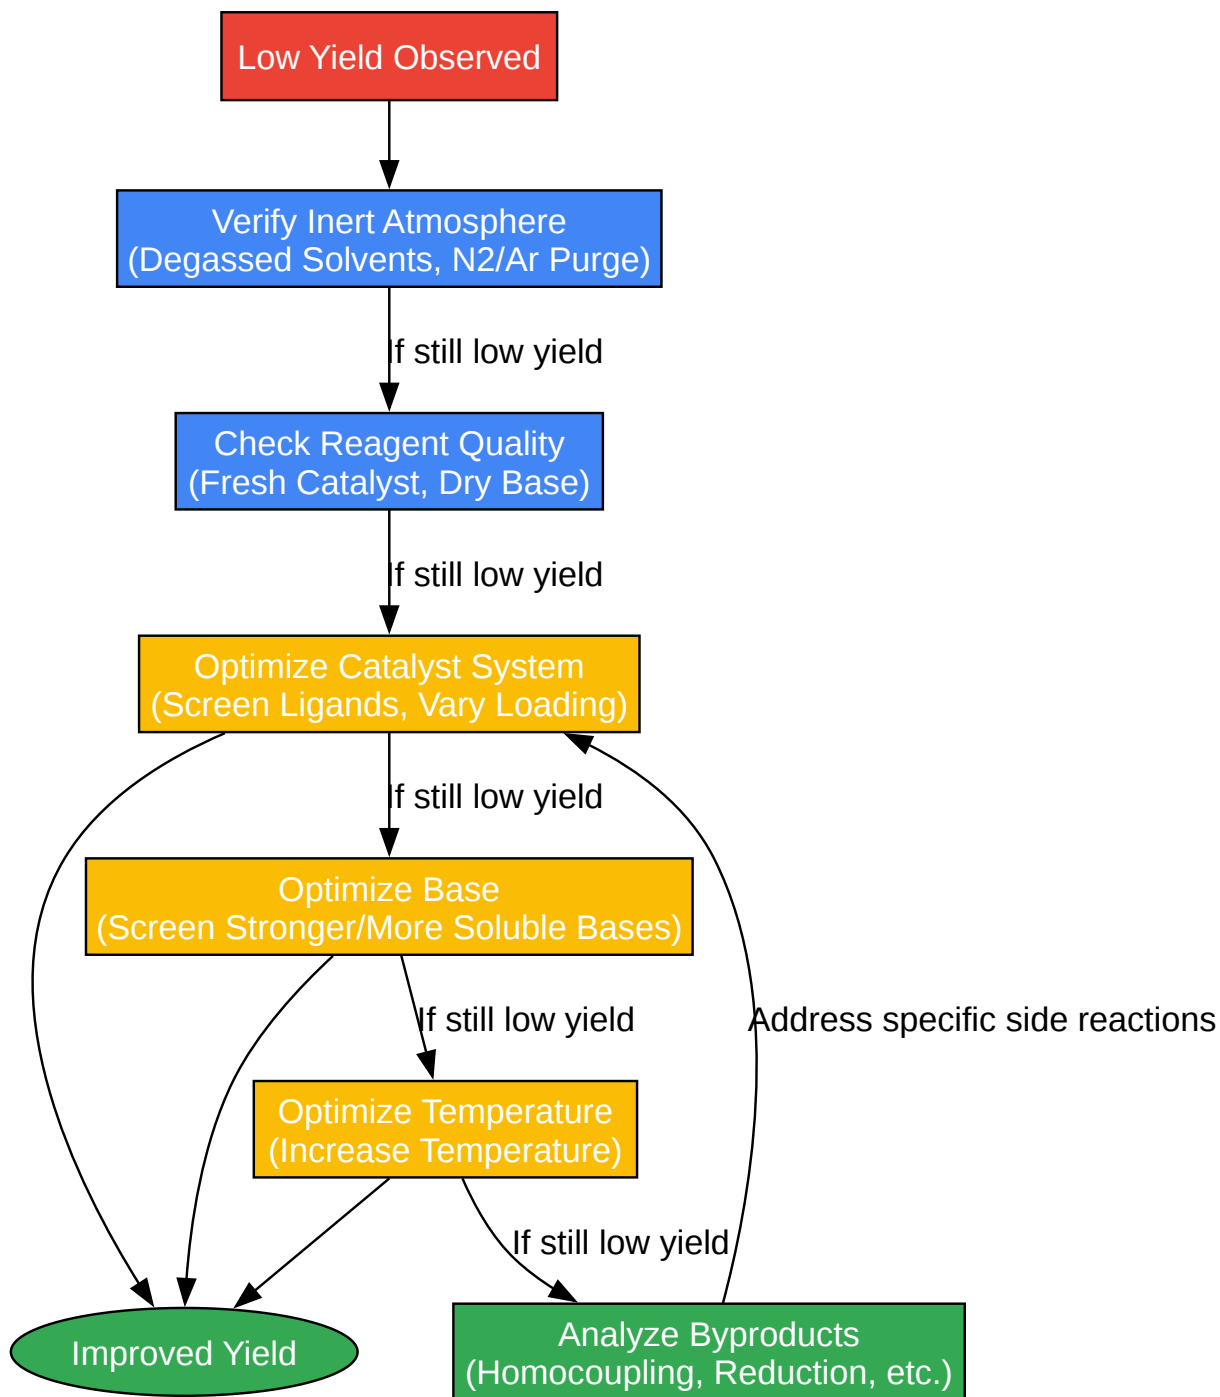 Low Yield Observed
Verify Inert Atmosphere
(Degassed Solvents, N2/Ar Purge)
If still low yield
Check Reagent Quality
(Fresh Catalyst, Dry Base)
If still low yield
Optimize Catalyst System
(Screen Ligands, Vary Loading)
If still low yield
Optimize Base
(Screen Stronger/More Soluble Bases)
If still low yield
Address specific side reactions
Optimize Temperature
(Increase Temperature)
If still low yield
Improved Yield
Analyze Byproducts
(Homocoupling, Reduction, etc.)